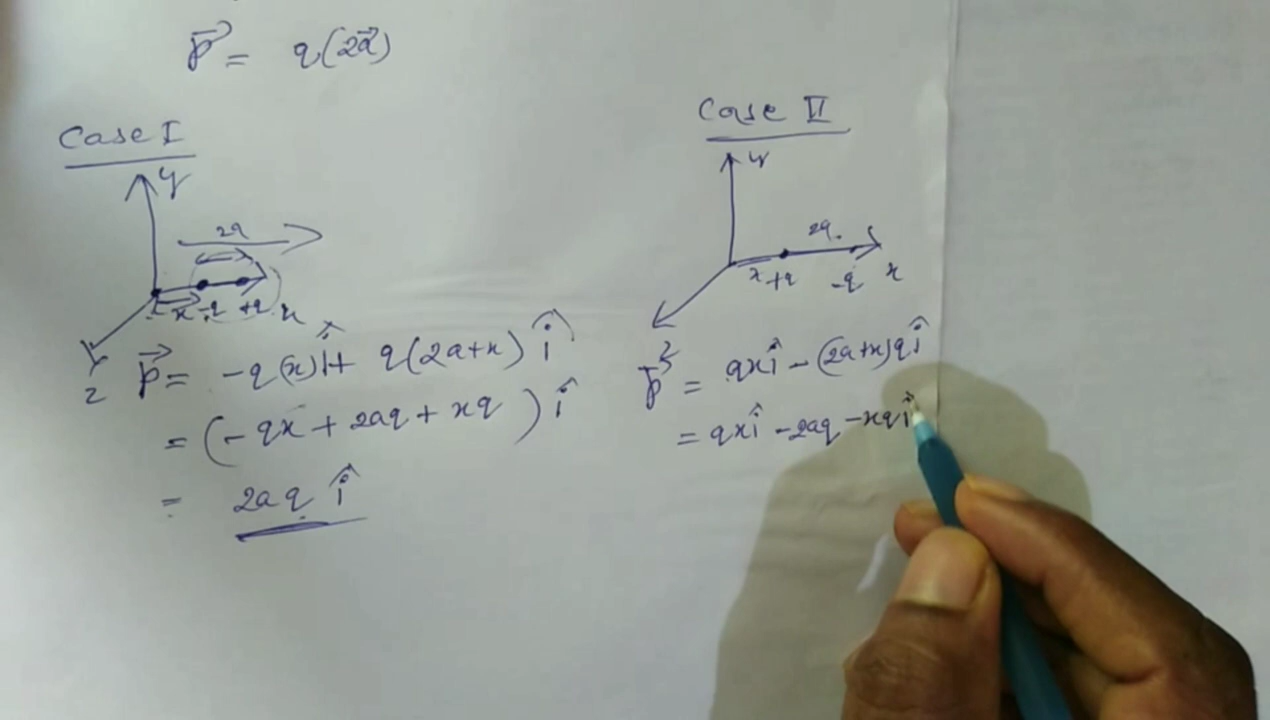 p⃗ = q(2a⃗)
Case I
y
2a
x -q +q x
z
p⃗ = -q(x)î + q(2a+x) î
= (-qx + 2aq + xq) î
= 2aq î
Case II
y
2a
x +q -q x
p⃗ = qxî - (2a+x)qî
= qxî - 2aq - xqî